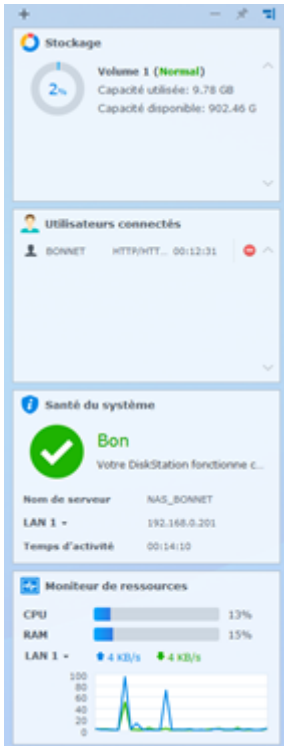 Stockage
2%
Volume 1 (Normal)
Capacité utilisée: 9.78 GB
Capacité disponible: 902.46 G
Utilisateurs connectés
BONNET HTTP/HTT... 00:12:31
Santé du système
Bon
Votre DiskStation fonctionne c...
Nom de serveur NAS_BONNET
LAN 1 192.168.0.201
Temps d'activité 00:14:10
Moniteur de ressources
CPU 13%
RAM 15%
LAN 1 4 KB/s 4 KB/s
100
80
60
40
20
0